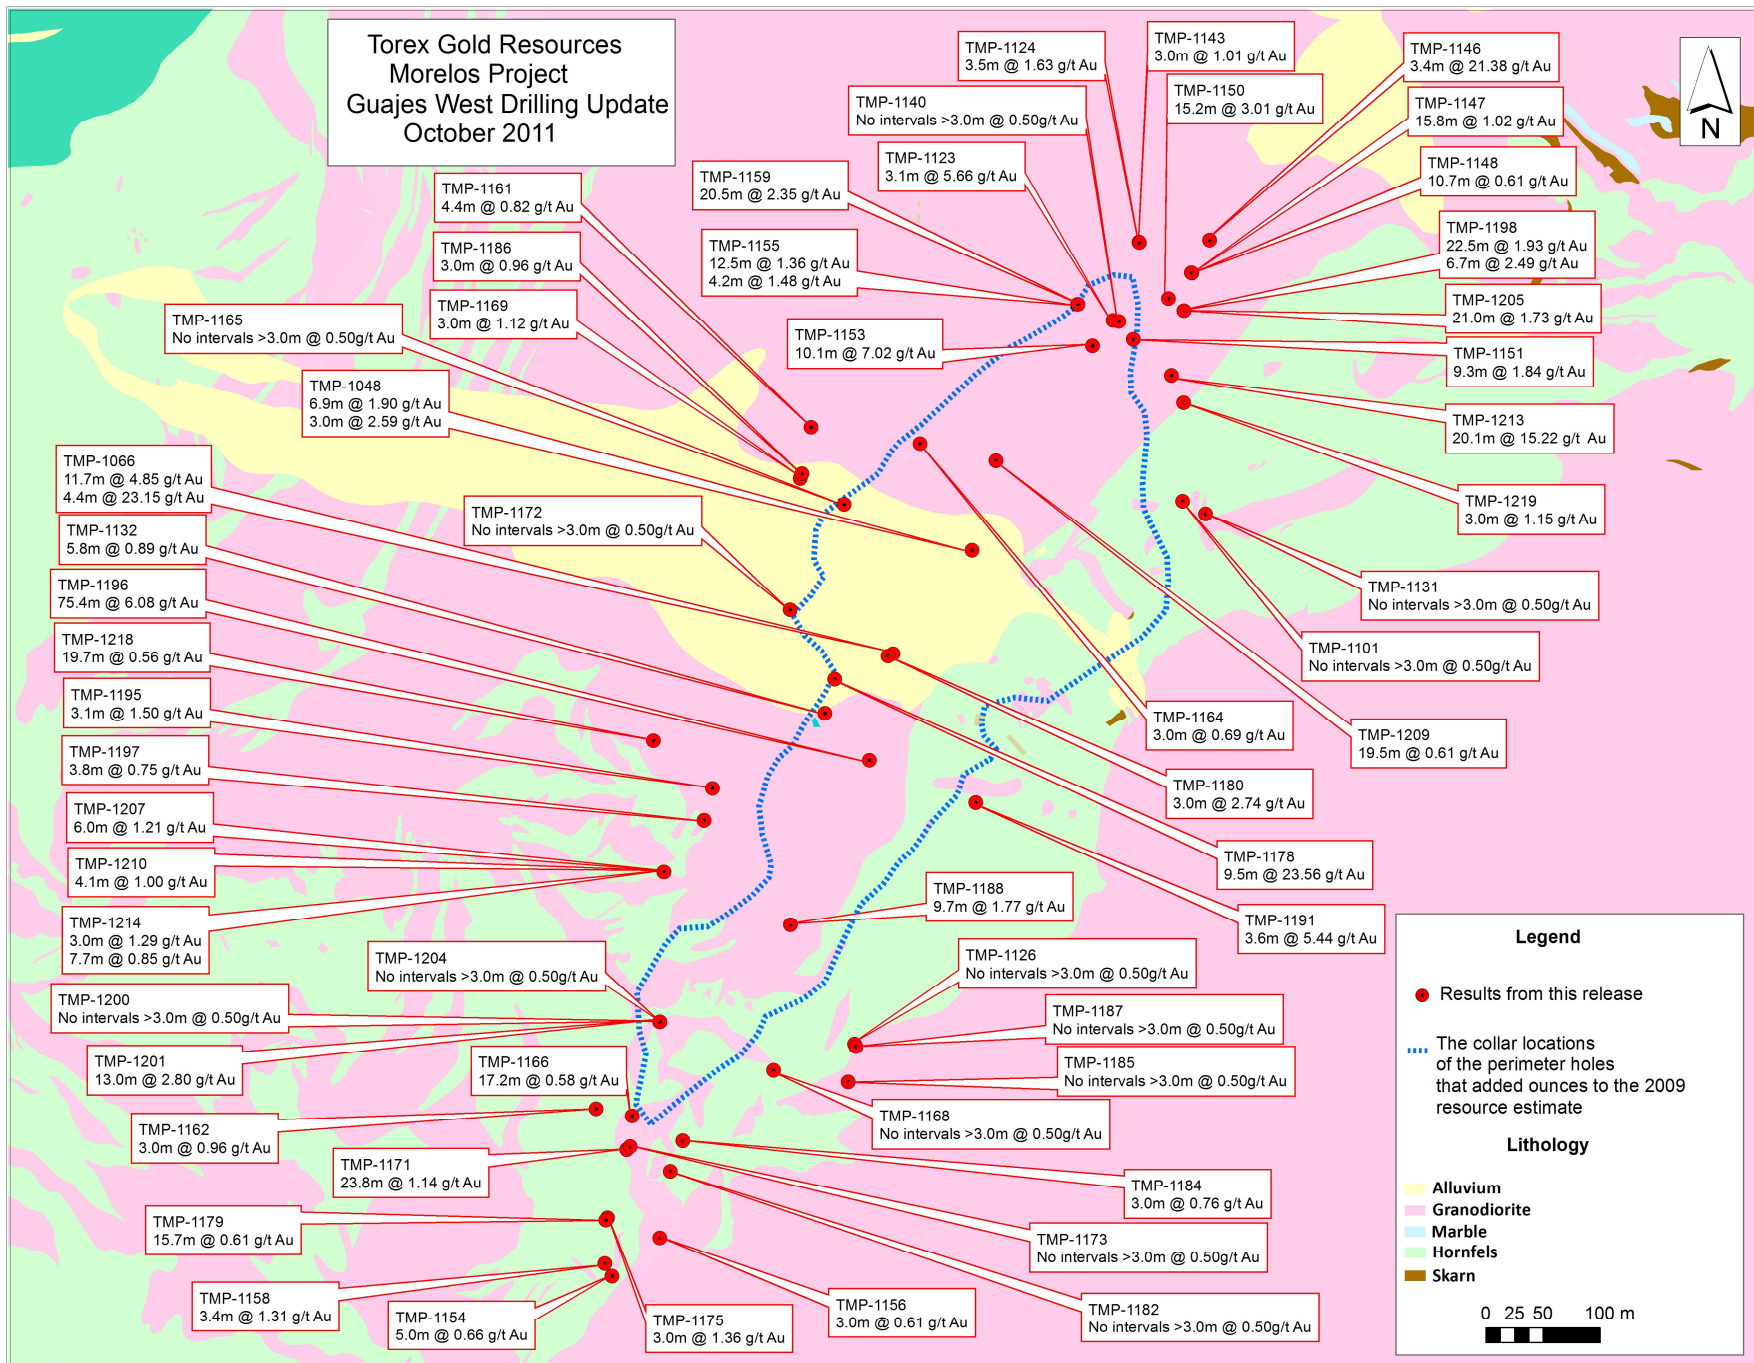 Torex Gold Resources
Morelos Project
Guajes West Drilling Update
October 2011
TMP-1124
3.5m @ 1.63 g/t Au
TMP-1143
3.0m @ 1.01 g/t Au
TMP-1146
3.4m @ 21.38 g/t Au
N
TMP-1140
No intervals >3.0m @ 0.50g/t Au
TMP-1150
15.2m @ 3.01 g/t Au
TMP-1147
15.8m @ 1.02 g/t Au
TMP-1123
3.1m @ 5.66 g/t Au
TMP-1148
10.7m @ 0.61 g/t Au
TMP-1159
20.5m @ 2.35 g/t Au
TMP-1161
4.4m @ 0.82 g/t Au
TMP-1198
22.5m @ 1.93 g/t Au
6.7m @ 2.49 g/t Au
TMP-1186
3.0m @ 0.96 g/t Au
TMP-1155
12.5m @ 1.36 g/t Au
4.2m @ 1.48 g/t Au
TMP-1205
21.0m @ 1.73 g/t Au
TMP-1169
3.0m @ 1.12 g/t Au
TMP-1165
No intervals >3.0m @ 0.50g/t Au
TMP-1153
10.1m @ 7.02 g/t Au
TMP-1151
9.3m @ 1.84 g/t Au
TMP-1048
6.9m @ 1.90 g/t Au
3.0m @ 2.59 g/t Au
TMP-1213
20.1m @ 15.22 g/t Au
TMP-1066
11.7m @ 4.85 g/t Au
4.4m @ 23.15 g/t Au
TMP-1219
3.0m @ 1.15 g/t Au
TMP-1172
No intervals >3.0m @ 0.50g/t Au
TMP-1132
5.8m @ 0.89 g/t Au
TMP-1131
No intervals >3.0m @ 0.50g/t Au
TMP-1196
75.4m @ 6.08 g/t Au
TMP-1101
No intervals >3.0m @ 0.50g/t Au
TMP-1218
19.7m @ 0.56 g/t Au
TMP-1195
3.1m @ 1.50 g/t Au
TMP-1164
3.0m @ 0.69 g/t Au
TMP-1209
19.5m @ 0.61 g/t Au
TMP-1197
3.8m @ 0.75 g/t Au
TMP-1180
3.0m @ 2.74 g/t Au
TMP-1207
6.0m @ 1.21 g/t Au
TMP-1178
9.5m @ 23.56 g/t Au
TMP-1210
4.1m @ 1.00 g/t Au
TMP-1188
9.7m @ 1.77 g/t Au
TMP-1191
3.6m @ 5.44 g/t Au
TMP-1214
3.0m @ 1.29 g/t Au
7.7m @ 0.85 g/t Au
TMP-1204
No intervals >3.0m @ 0.50g/t Au
TMP-1126
No intervals >3.0m @ 0.50g/t Au
TMP-1200
No intervals >3.0m @ 0.50g/t Au
TMP-1187
No intervals >3.0m @ 0.50g/t Au
TMP-1201
13.0m @ 2.80 g/t Au
TMP-1166
17.2m @ 0.58 g/t Au
TMP-1185
No intervals >3.0m @ 0.50g/t Au
TMP-1162
3.0m @ 0.96 g/t Au
TMP-1168
No intervals >3.0m @ 0.50g/t Au
TMP-1171
23.8m @ 1.14 g/t Au
TMP-1184
3.0m @ 0.76 g/t Au
TMP-1179
15.7m @ 0.61 g/t Au
TMP-1173
No intervals >3.0m @ 0.50g/t Au
TMP-1158
3.4m @ 1.31 g/t Au
TMP-1154
5.0m @ 0.66 g/t Au
TMP-1175
3.0m @ 1.36 g/t Au
TMP-1156
3.0m @ 0.61 g/t Au
TMP-1182
No intervals >3.0m @ 0.50g/t Au
Legend
Results from this release
The collar locations
of the perimeter holes
that added ounces to the 2009
resource estimate
Lithology
Alluvium
Granodiorite
Marble
Hornfels
Skarn
0 25 50 100 m